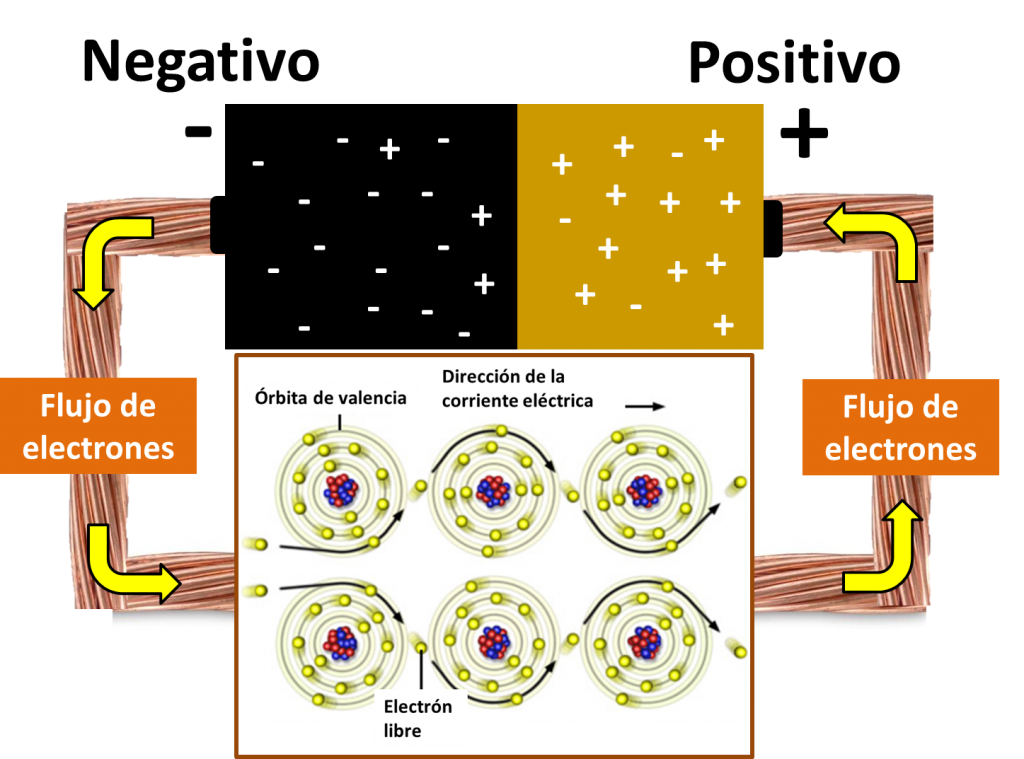 Negativo
Positivo
-
+
Flujo de
electrones
Órbita de valencia
Dirección de la
corriente eléctrica
Flujo de
electrones
Electrón
libre